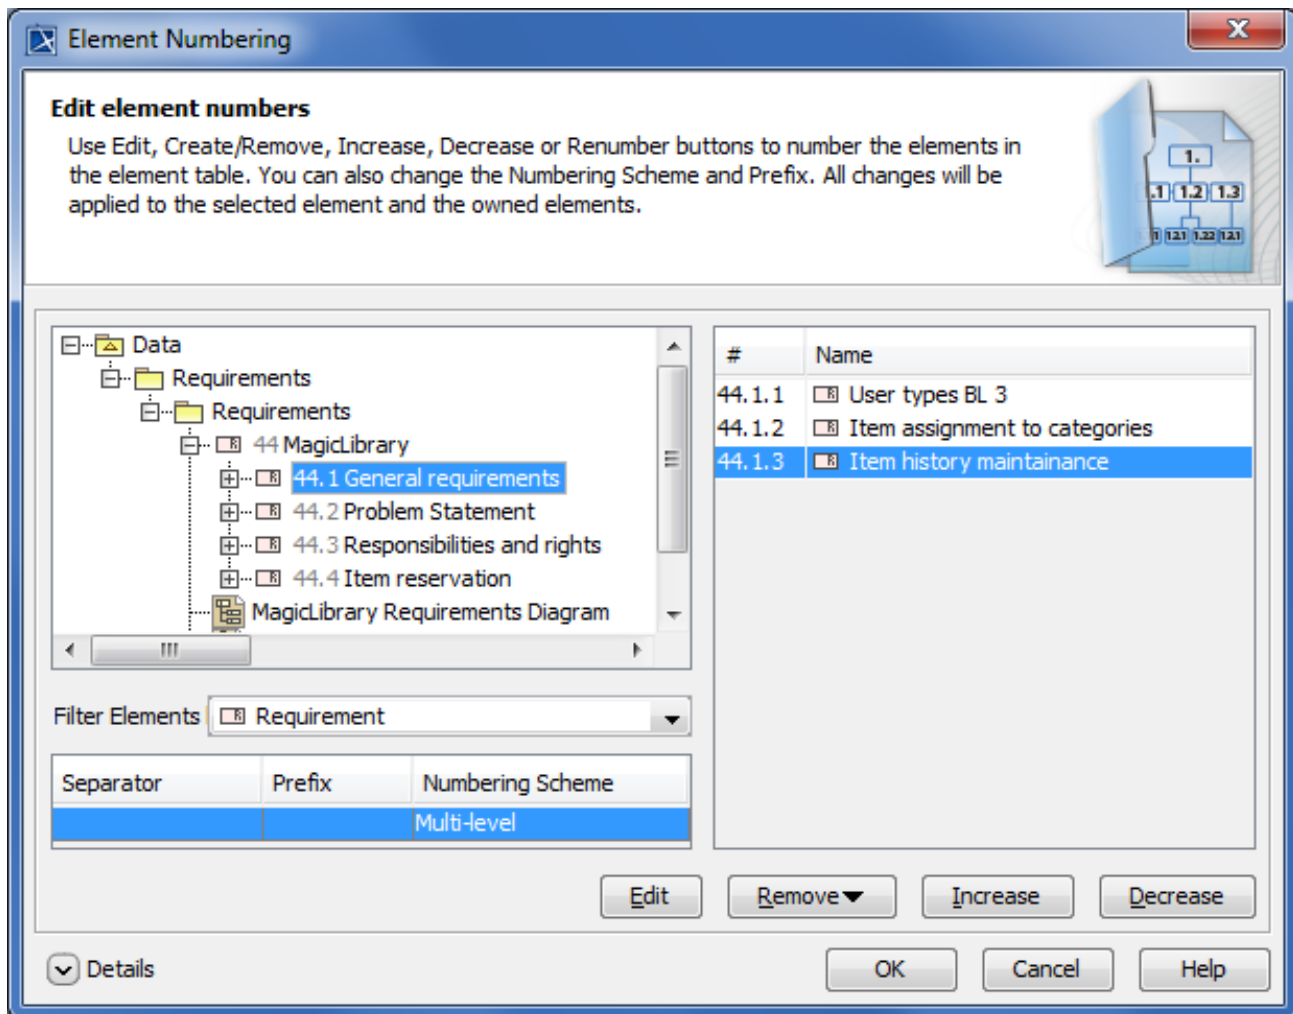 Element Numbering
Edit element numbers
Use Edit, Create/Remove, Increase, Decrease or Renumber buttons to number the elements in
the element table. You can also change the Numbering Scheme and Prefix. All changes will be
applied to the selected element and the owned elements.
1.
.1 1.2 1.3
121 1.22 121
Data
Requirements
Requirements
44 MagicLibrary
44.1 General requirements
44.2 Problem Statement
44.3 Responsibilities and rights
44.4 Item reservation
MagicLibrary Requirements Diagram
# Name
44.1.1 User types BL 3
44.1.2 Item assignment to categories
44.1.3 Item history maintainance
Filter Elements Requirement
Separator Prefix Numbering Scheme
Multi-level
Edit Remove Increase Decrease
Details OK Cancel Help